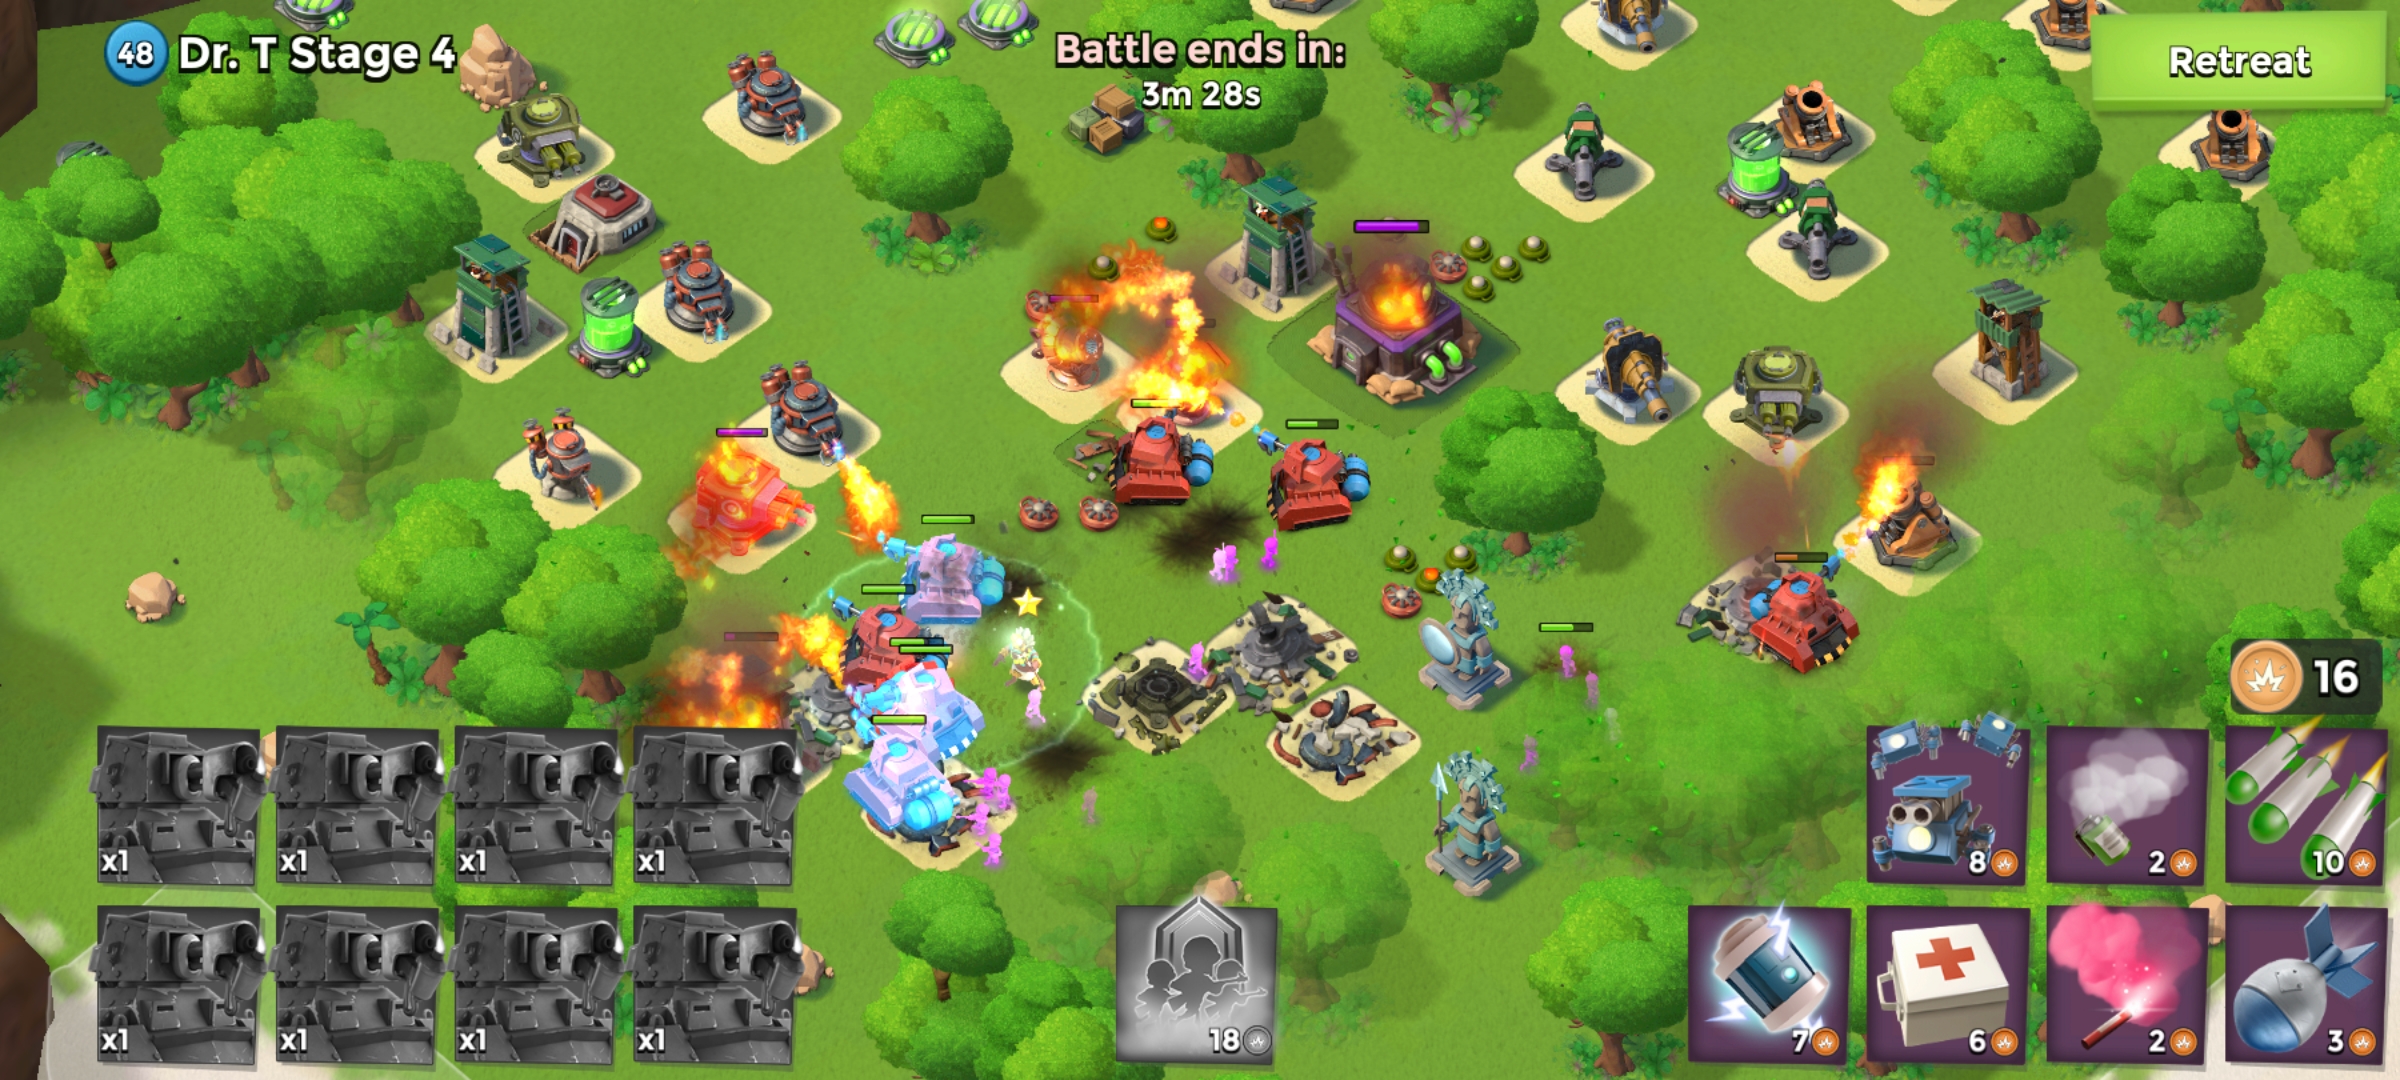 48 Dr. T Stage 4
Battle ends in:
3m 28s
Retreat
16
x1 x1 x1 x1
8 2 10
x1 x1 x1 x1
18
7 6 2 3